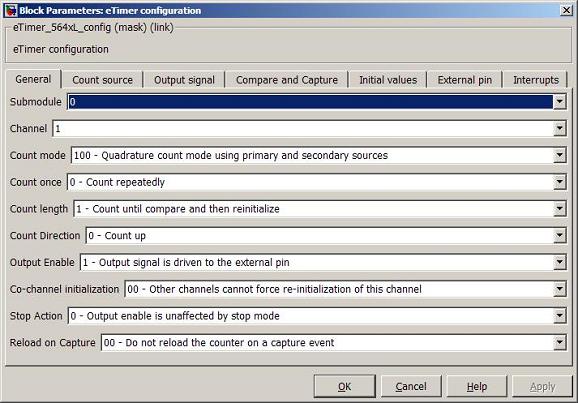 Block Parameters: eTimer configuration
eTimer_564xL_config (mask) (link)
eTimer configuration
General Count source Output signal Compare and Capture Initial values External pin Interrupts
Submodule 0
Channel 1
Count mode 100 - Quadrature count mode using primary and secondary sources
Count once 0 - Count repeatedly
Count length 1 - Count until compare and then reinitialize
Count Direction 0 - Count up
Output Enable 1 - Output signal is driven to the external pin
Co-channel initialization 00 - Other channels cannot force re-initialization of this channel
Stop Action 0 - Output enable is unaffected by stop mode
Reload on Capture 00 - Do not reload the counter on a capture event
OK Cancel Help Apply